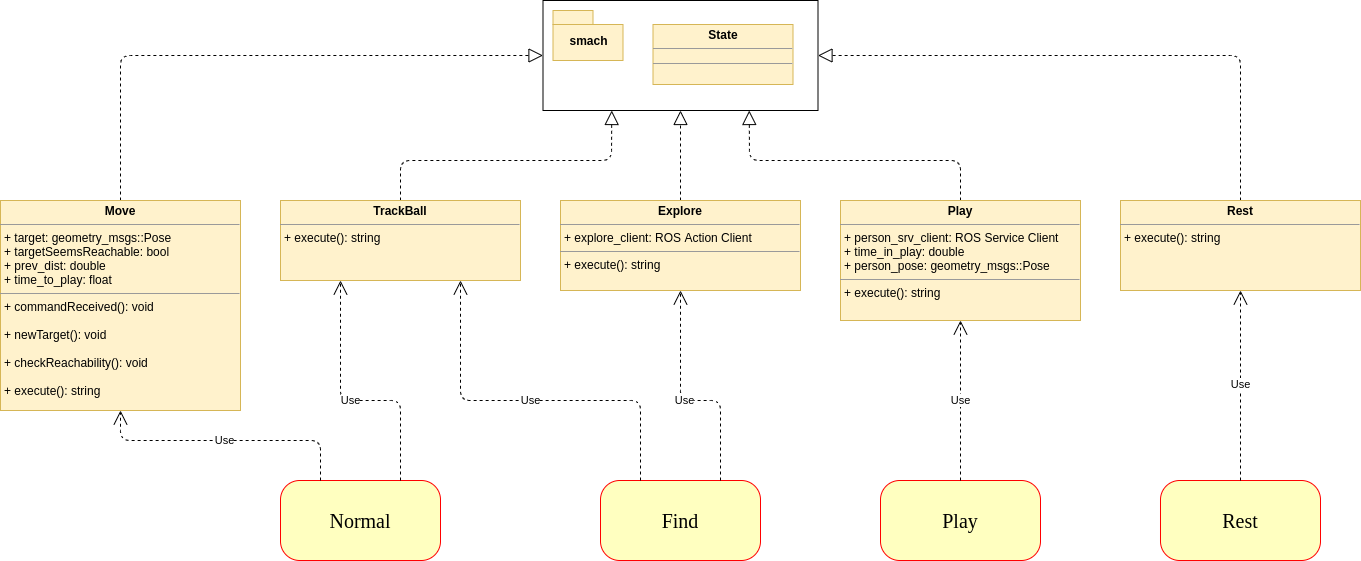 smach
State
Move
+ target: geometry_msgs::Pose
+ targetSeemsReachable: bool
+ prev_dist: double
+ time_to_play: float
+ commandReceived(): void
+ newTarget(): void
+ checkReachability(): void
+ execute(): string
TrackBall
+ execute(): string
Explore
+ explore_client: ROS Action Client
+ execute(): string
Play
+ person_srv_client: ROS Service Client
+ time_in_play: double
+ person_pose: geometry_msgs::Pose
+ execute(): string
Rest
+ execute(): string
Use
Use
Use
Use
Use
Use
Normal
Find
Play
Rest